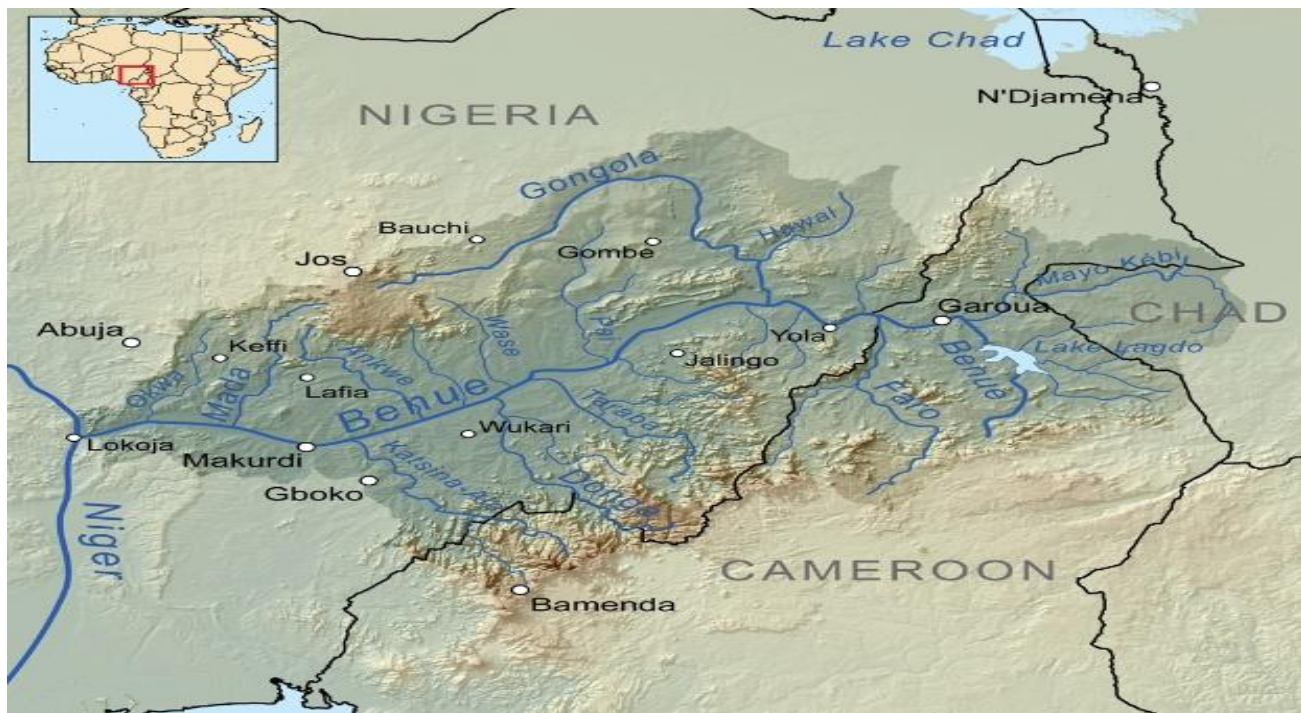 Lake Chad
N'Djamena
NIGERIA
Gongola
Bauchi
Gombe
Hawal
Jos
Mayo Kébi
CHAD
Garoua
Abuja
Keffi
Wase
Pai
Yola
Lake Lagdo
Okwa
Mada
Ankwe
Jalingo
Benue
Lafia
Benue
Taraba
Faro
Lokoja
Wukari
Makurdi
Katsina-Ala
Donga
Gboko
Niger
CAMEROON
Bamenda